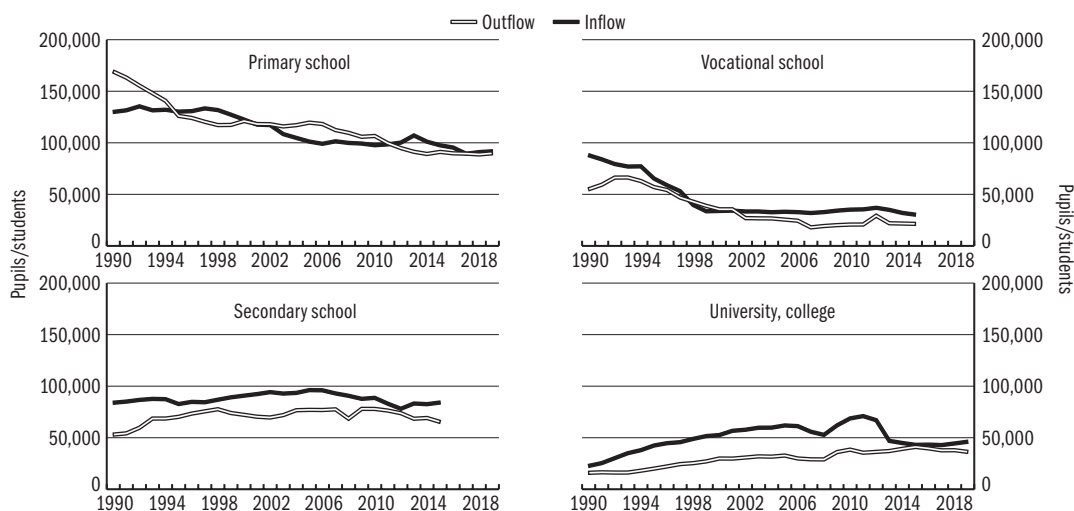 Outflow Inflow
200,000
150,000
100,000
50,000
0
Primary school
1990 1994 1998 2002 2006 2010 2014 2018
Vocational school
200,000
150,000
100,000
50,000
0
1990 1994 1998 2002 2006 2010 2014 2018
Pupils/students
Pupils/students
200,000
150,000
100,000
50,000
0
Secondary school
1990 1994 1998 2002 2006 2010 2014 2018
University, college
200,000
150,000
100,000
50,000
0
1990 1994 1998 2002 2006 2010 2014 2018